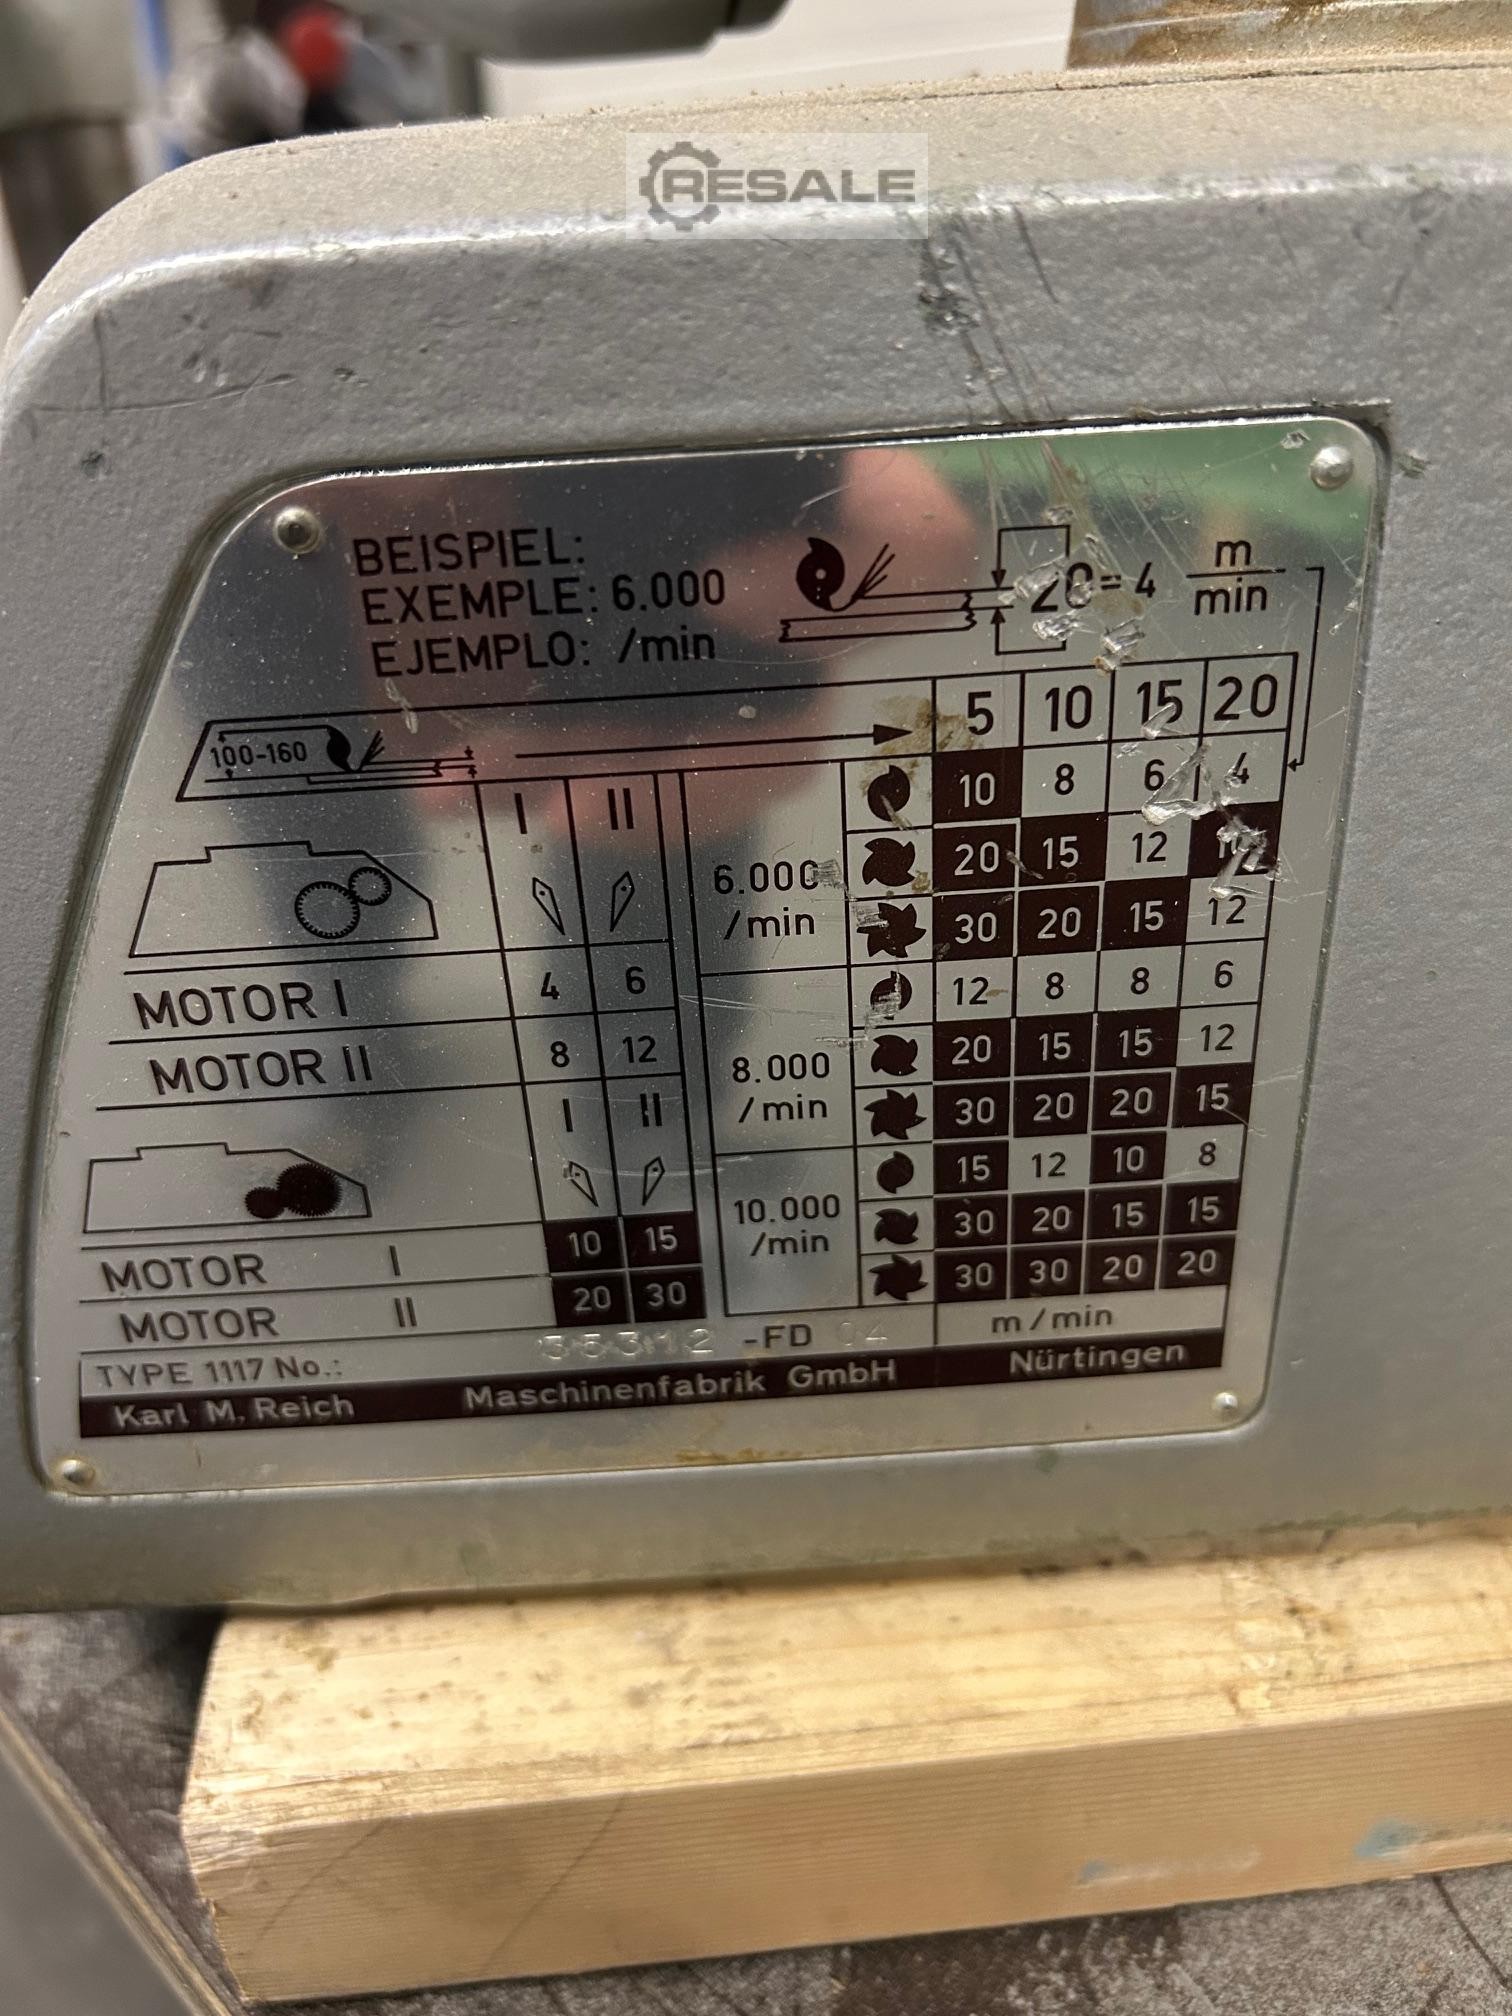 RESALE
BEISPIEL:
EXEMPLE: 6.000
EJEMPLO: /min
20 = 4 m/min
100-160
5 10 15 20
I II
6.000 /min
10 8 6 4
20 15 12
30 20 15 12
MOTOR I 4 6
MOTOR II 8 12
8.000 /min
12 8 8 6
20 15 15 12
30 20 20 15
I II
10.000 /min
15 12 10 8
30 20 15 15
30 30 20 20
MOTOR I 10 15
MOTOR II 20 30
m/min
TYPE 1117 No.: 35312 -FD 04
Karl M. Reich Maschinenfabrik GmbH Nürtingen